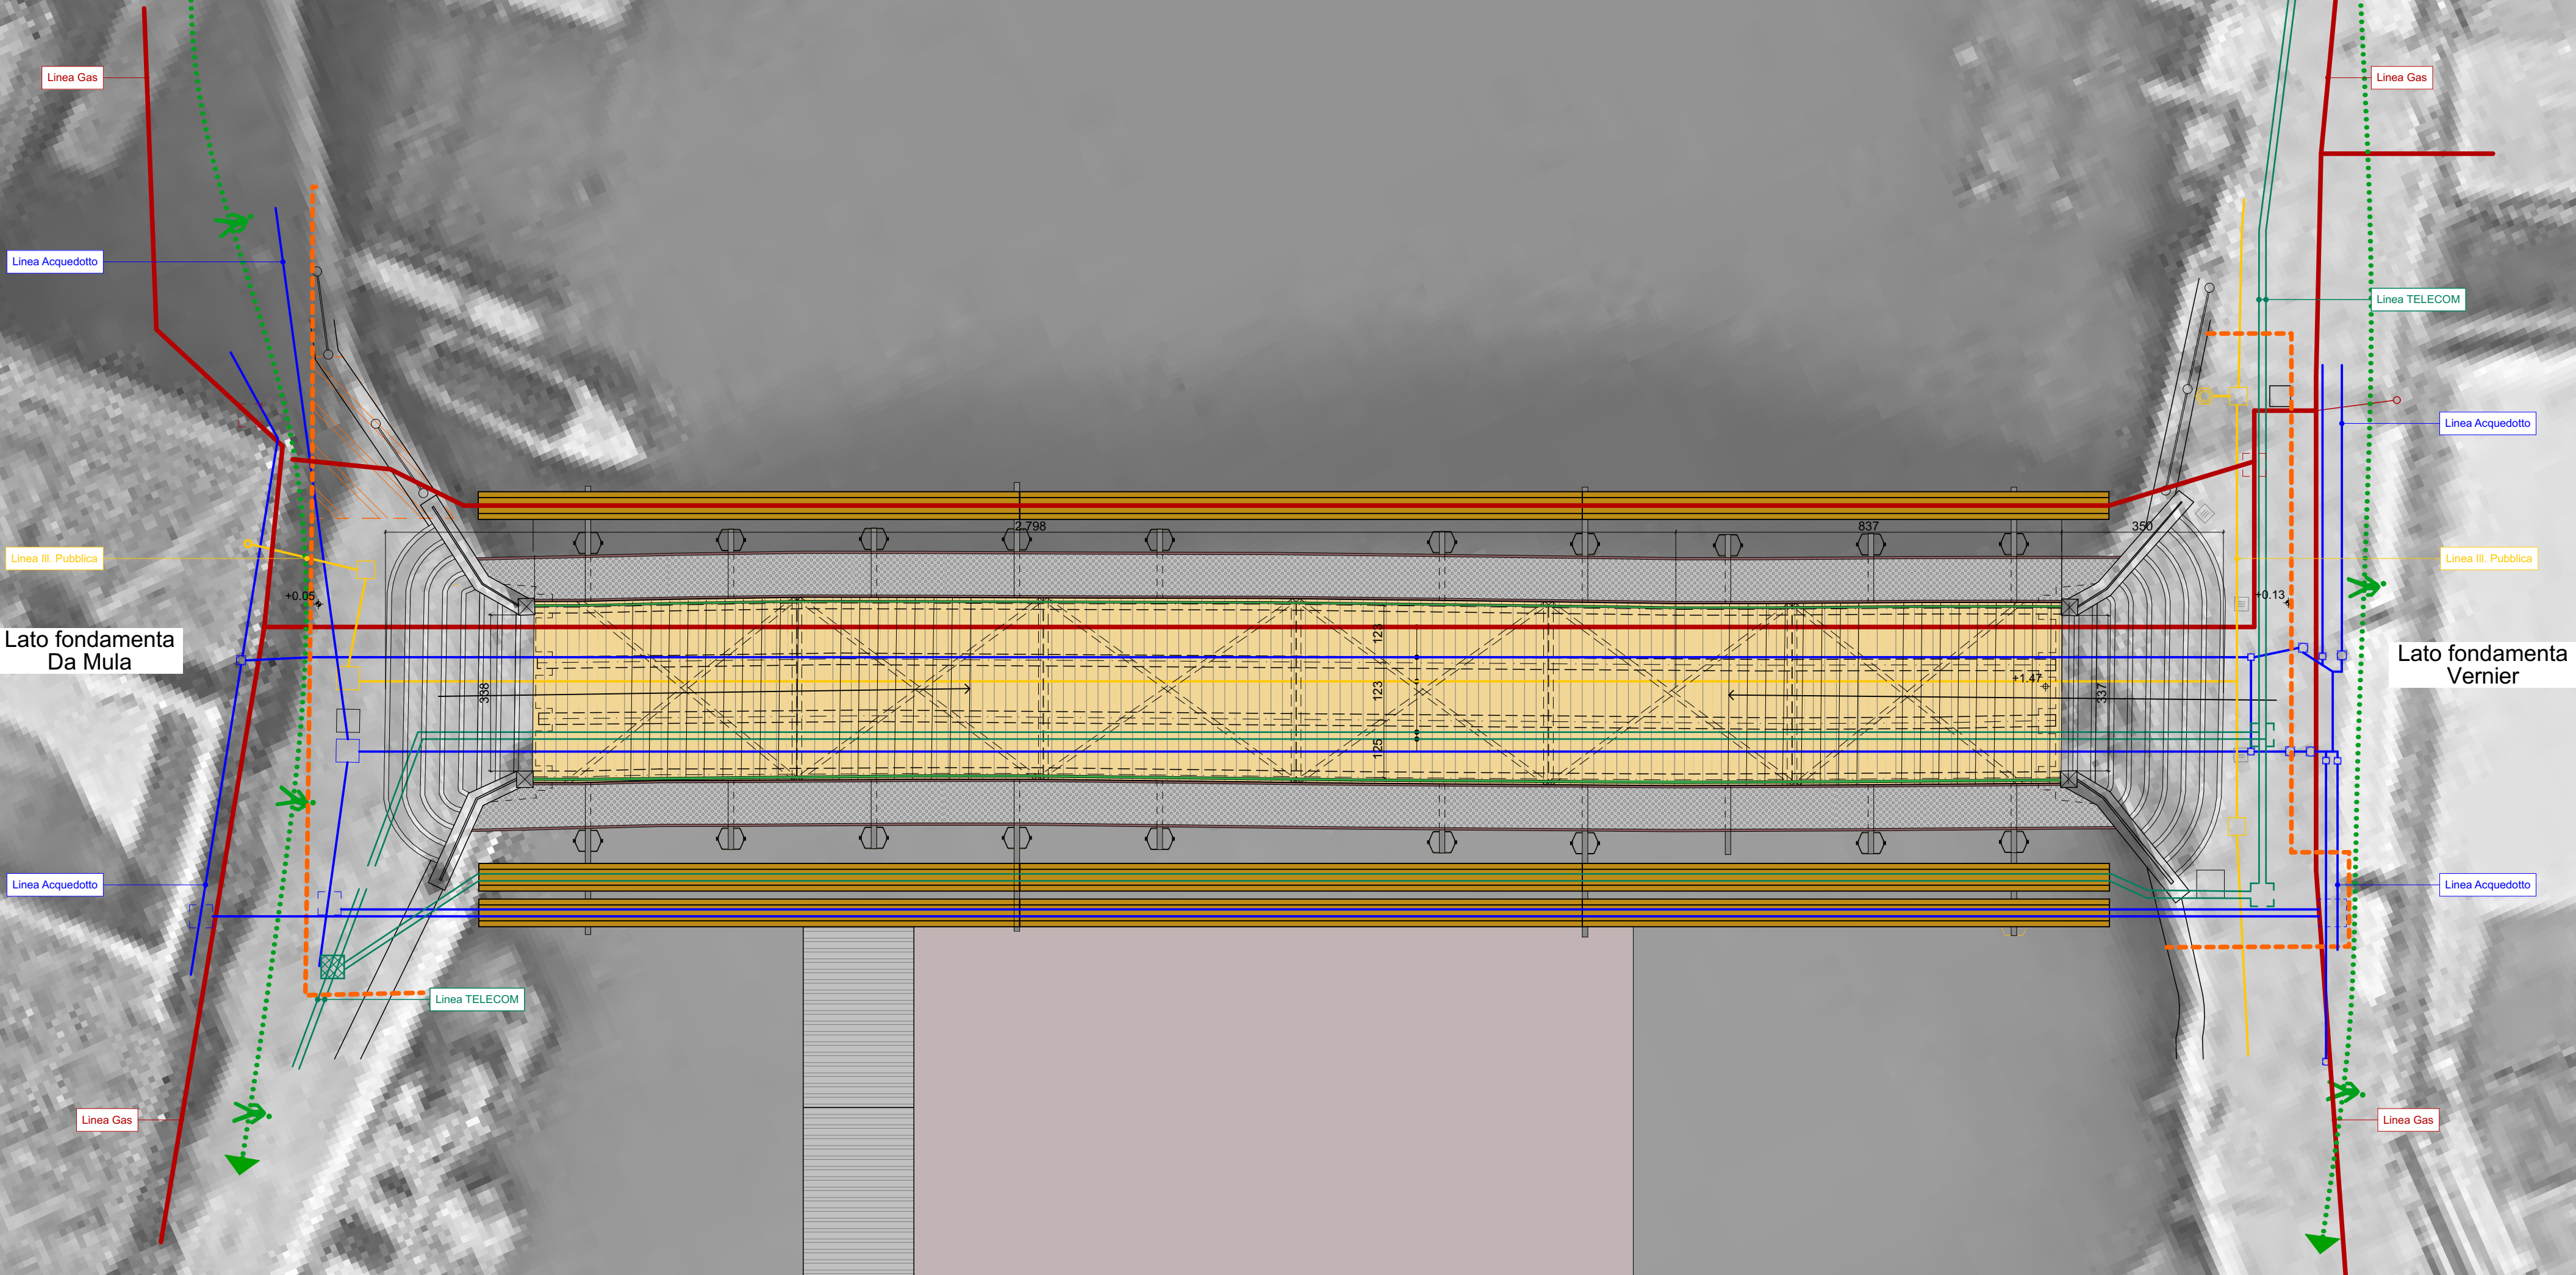 Linea Gas
Linea Gas
Linea Acquedotto
Linea TELECOM
Linea Acquedotto
2.798
837
350
Linea Ill. Pubblica
Linea Ill. Pubblica
+0.05
+0.13
Lato fondamenta
Da Mula
Lato fondamenta
Vernier
123
338
123
+1.47
337
125
Linea Acquedotto
Linea Acquedotto
Linea TELECOM
Linea Gas
Linea Gas